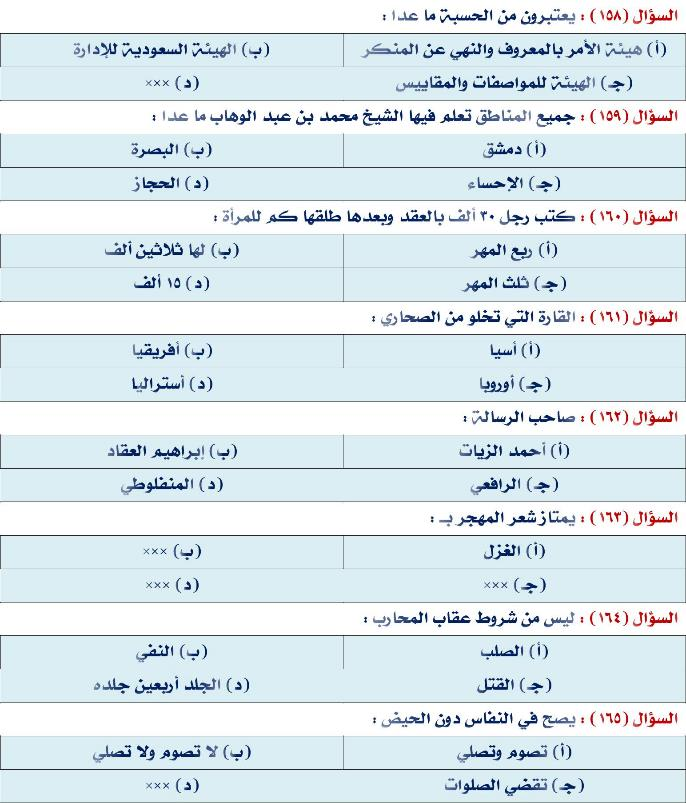 السؤال (١٥٨) : يعتبرون من الحسبة ما عدا :
(أ) هيئة الأمر بالمعروف والنهي عن المنكر (ب) الهيئة السعودية للإدارة
(جـ) الهيئة للمواصفات والمقاييس (د) ×××
السؤال (١٥٩) : جميع المناطق تعلم فيها الشيخ محمد بن عبد الوهاب ما عدا :
(أ) دمشق (ب) البصرة
(جـ) الإحساء (د) الحجاز
السؤال (١٦٠) : كتب رجل ٣٠ ألف بالعقد وبعدها طلقها كم للمرأة :
(أ) ربع المهر (ب) لها ثلاثين ألف
(جـ) ثلث المهر (د) ١٥ ألف
السؤال (١٦١) : القارة التي تخلو من الصحاري :
(أ) أسيا (ب) أفريقيا
(جـ) أوروبا (د) أستراليا
السؤال (١٦٢) : صاحب الرسالة :
(أ) أحمد الزيات (ب) إبراهيم العقاد
(جـ) الرافعي (د) المنفلوطي
السؤال (١٦٣) : يمتاز شعر المهجر بـ :
(أ) الغزل (ب) ×××
(جـ) ××× (د) ×××
السؤال (١٦٤) : ليس من شروط عقاب المحارب :
(أ) الصلب (ب) النفي
(جـ) القتل (د) الجلد أربعين جلده
السؤال (١٦٥) : يصح في النفاس دون الحيض :
(أ) تصوم وتصلي (ب) لا تصوم ولا تصلي
(جـ) تقضي الصلوات (د) ×××